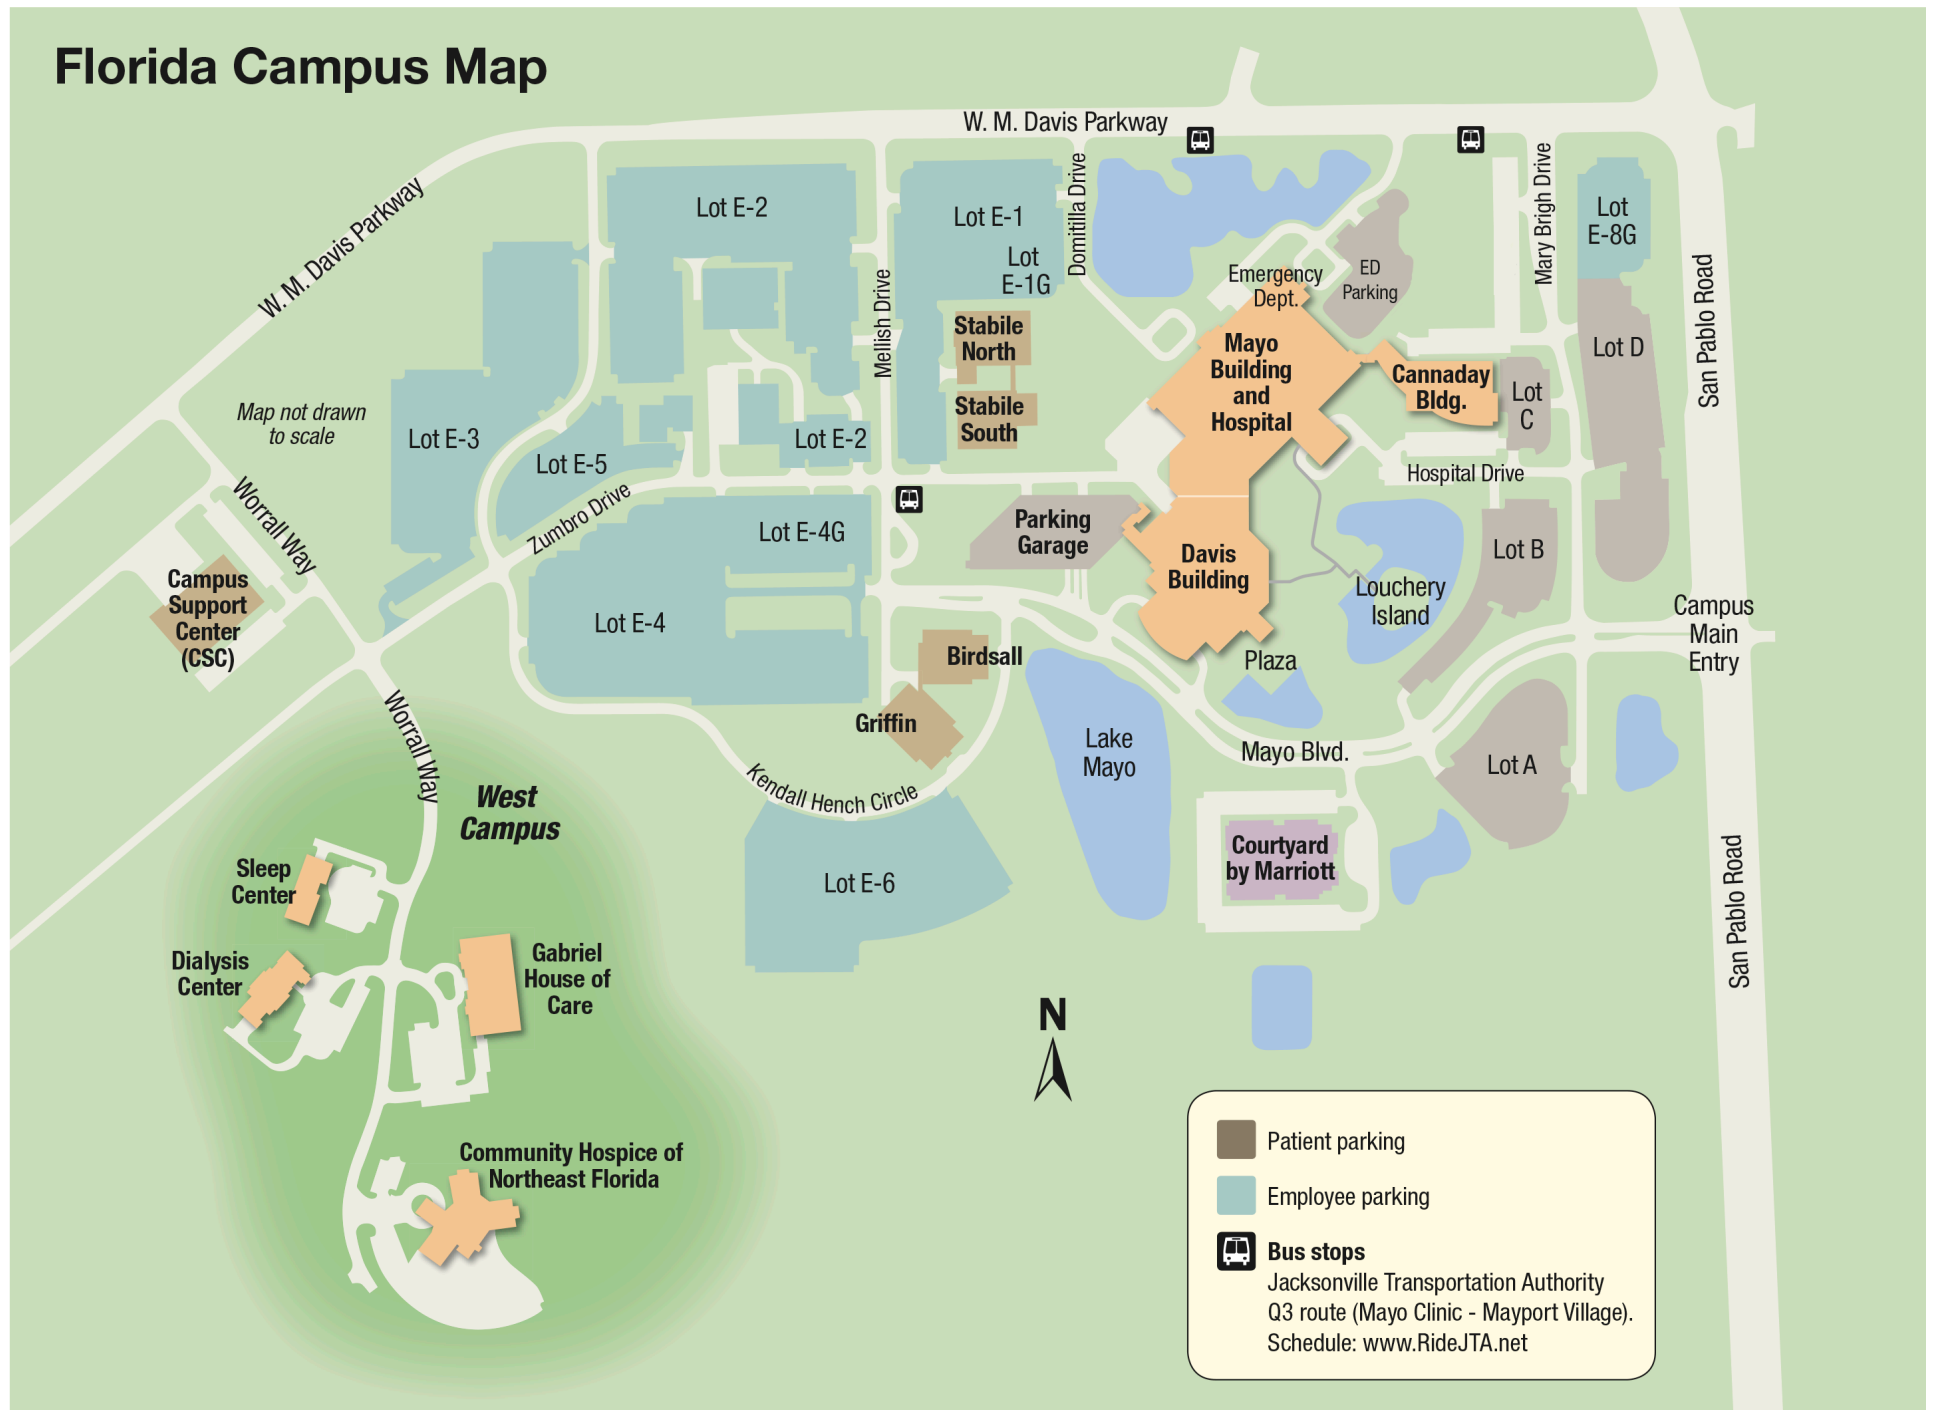 Florida Campus Map
W. M. Davis Parkway
W. M. Davis Parkway
Domitilla Drive
Mary Brigh Drive
Lot E-2
Lot E-1
Lot
E-1G
Lot
E-8G
Emergency
Dept.
ED
Parking
Mellish Drive
San Pablo Road
Stabile
North
Stabile
South
Mayo
Building
and
Hospital
Cannaday
Bldg.
Lot
C
Lot D
Map not drawn
to scale
Lot E-3
Lot E-5
Lot E-2
Hospital Drive
Worrall Way
Zumbro Drive
Lot E-4G
Parking
Garage
Davis
Building
Lot B
Louchery
Island
Campus
Support
Center
(CSC)
Lot E-4
Campus
Main
Entry
Birdsall
Plaza
Griffin
Worrall Way
Lake
Mayo
Mayo Blvd.
Lot A
Kendall Hench Circle
West
Campus
Lot E-6
Courtyard
by Marriott
San Pablo Road
Sleep
Center
Dialysis
Center
Gabriel
House of
Care
N
Community Hospice of
Northeast Florida
Patient parking
Employee parking
Bus stops
Jacksonville Transportation Authority
Q3 route (Mayo Clinic - Mayport Village).
Schedule: www.RideJTA.net